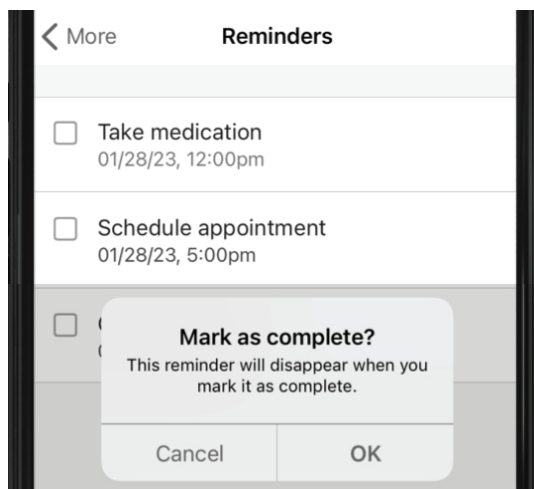 More
Reminders
Take medication
01/28/23, 12:00pm
Schedule appointment
01/28/23, 5:00pm
Mark as complete?
This reminder will disappear when you
mark it as complete.
Cancel
OK